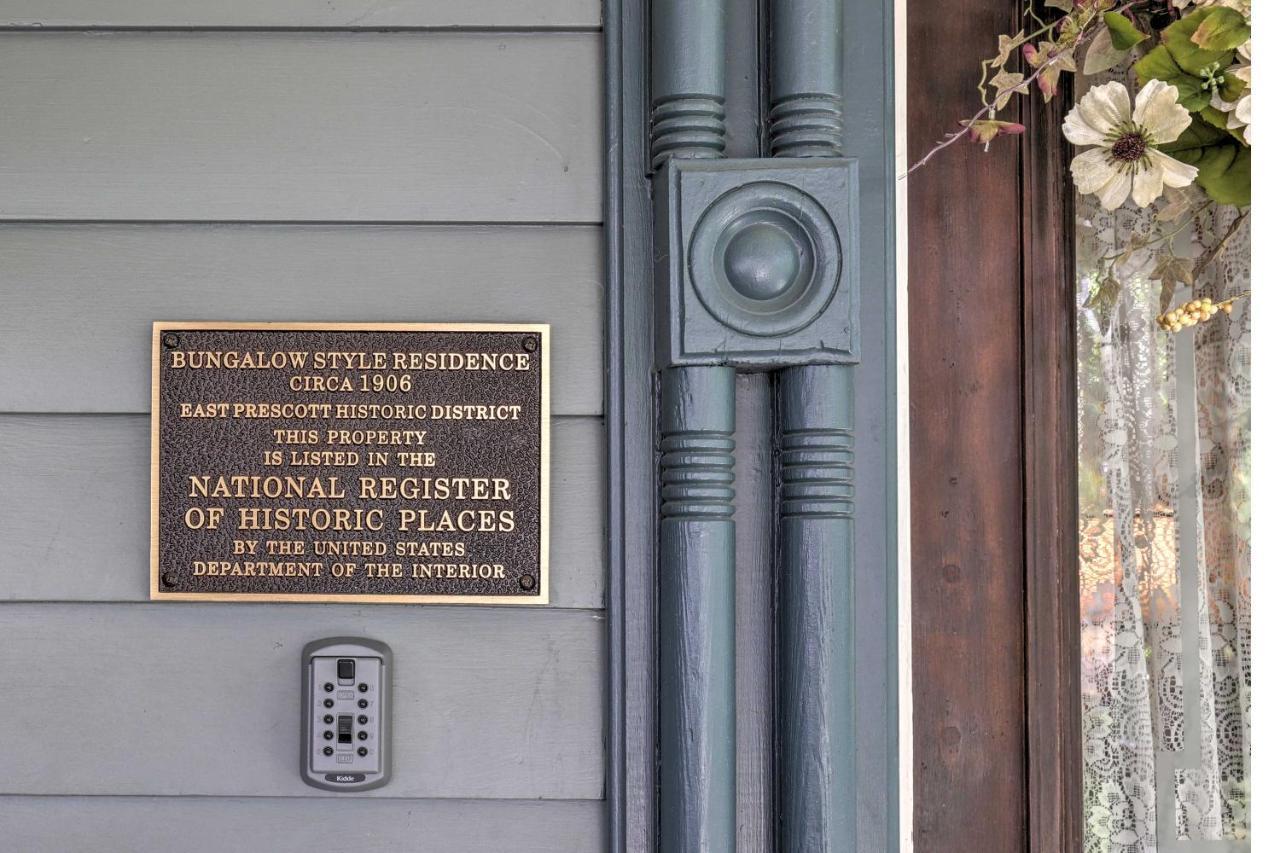 BUNGALOW STYLE RESIDENCE
CIRCA 1906
EAST PRESCOTT HISTORIC DISTRICT
THIS PROPERTY
IS LISTED IN THE
NATIONAL REGISTER
OF HISTORIC PLACES
BY THE UNITED STATES
DEPARTMENT OF THE INTERIOR
Kidde